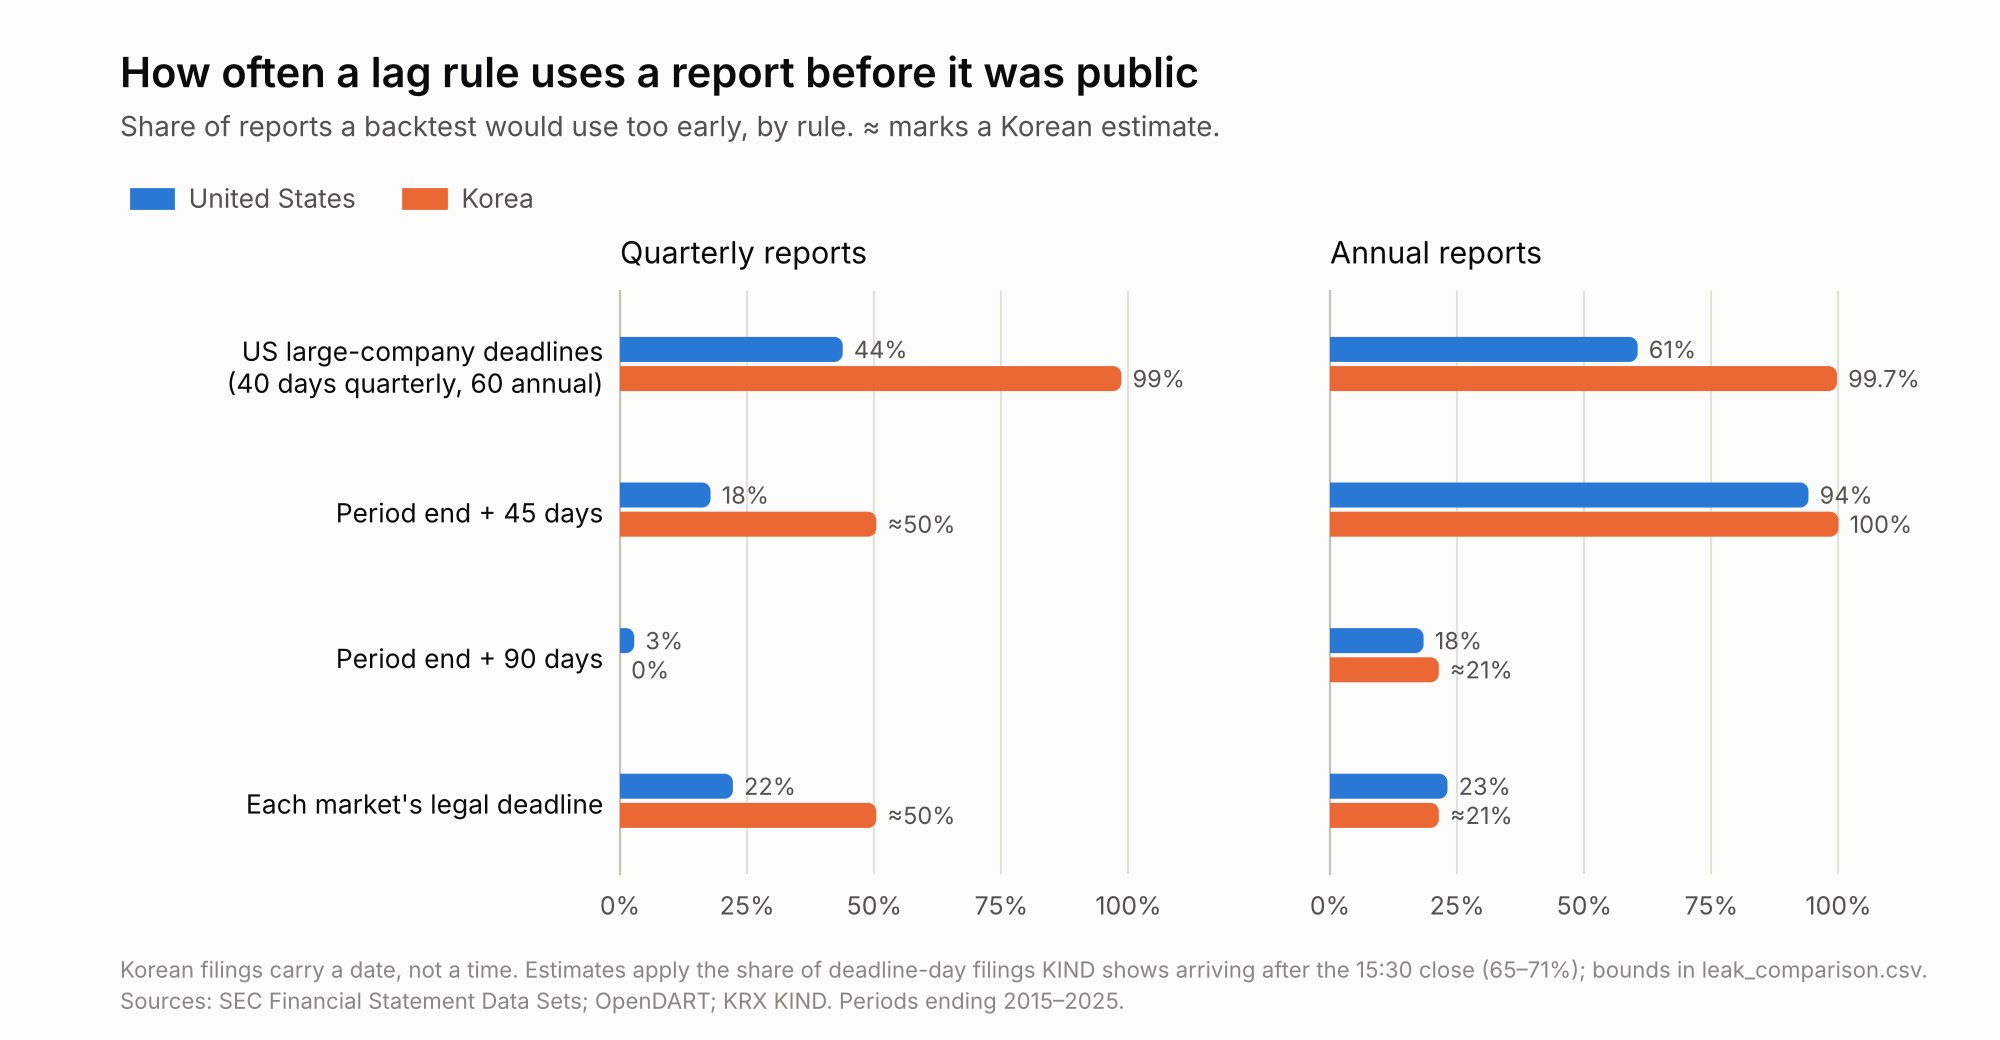 How often a lag rule uses a report before it was public
Share of reports a backtest would use too early, by rule. ≈ marks a Korean estimate.
United States
Korea
Quarterly reports
Annual reports
US large-company deadlines
(40 days quarterly, 60 annual)
44%
99%
61%
99.7%
Period end + 45 days
18%
≈50%
94%
100%
Period end + 90 days
3%
0%
18%
≈21%
Each market's legal deadline
22%
≈50%
23%
≈21%
0% 25% 50% 75% 100%
0% 25% 50% 75% 100%
Korean filings carry a date, not a time. Estimates apply the share of deadline-day filings KIND shows arriving after the 15:30 close (65–71%); bounds in leak_comparison.csv.
Sources: SEC Financial Statement Data Sets; OpenDART; KRX KIND. Periods ending 2015–2025.